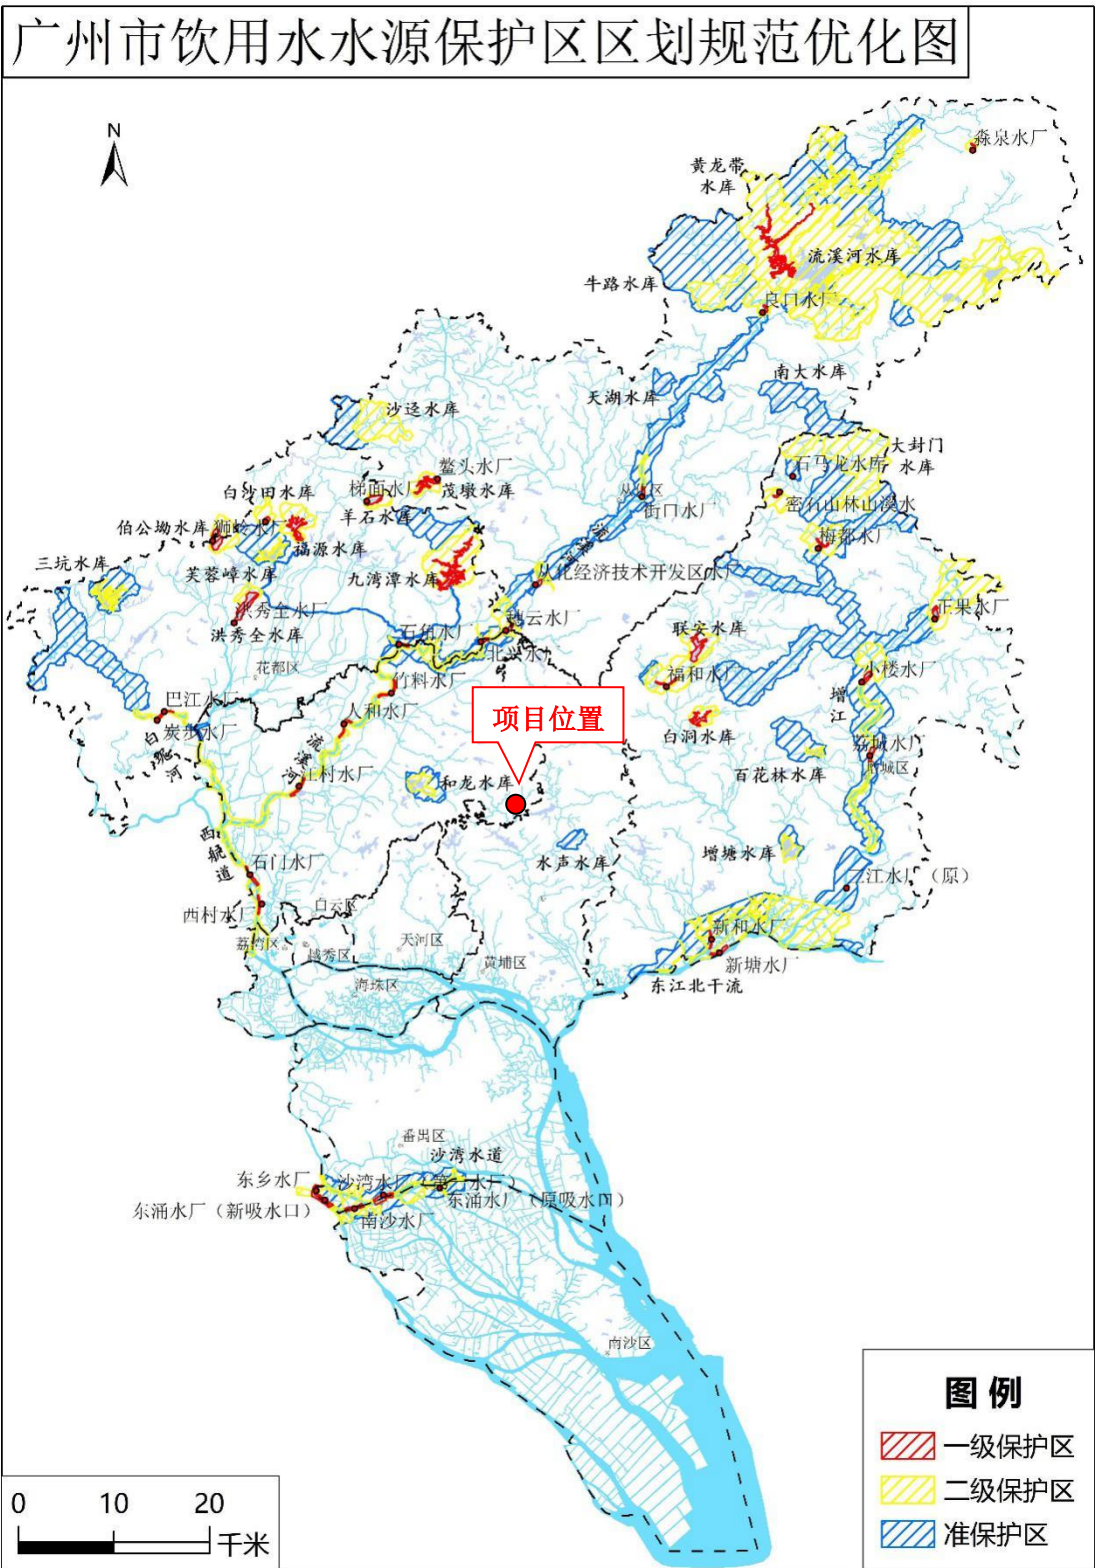 广州市饮用水水源保护区区划规范优化图
N
淼泉水厂
黄龙带
水库
流溪河水库
牛路水库
良口水厂
南大水库
天湖水库
沙迳水库
大封门
水库
石马龙水库
鳌头水厂
梯面水厂
茂墩水库
白沙田水库
羊石水库
从化区
街口水厂
密石山林山溪水
伯公坳水库
狮岭水厂
福源水库
流溪河
梅都水厂
三坑水库
芙蓉嶂水库
九湾潭水库
从化经济技术开发区水厂
洪秀全水厂
洪秀全水库
正果水厂
石角水厂
穗云水厂
北兴水厂
联安水库
花都区
竹料水厂
福和水厂
小楼水厂
巴江水厂
项目位置
增江
炭步水厂
人和水厂
白洞水库
荔城水厂
增城区
白坭河
流溪河
江村水厂
和龙水库
百花林水库
西航道
水声水库
增塘水库
石门水厂
三江水厂（原）
西村水厂
白云区
荔湾区
越秀区
天河区
黄埔区
新和水厂
新塘水厂
海珠区
东江北干流
番禺区
沙湾水道
东乡水厂
沙湾水厂
东涌水厂（原吸水口）
东涌水厂（新吸水口）
南沙水厂
南沙区
图 例
一级保护区
二级保护区
准保护区
0 10 20
千米